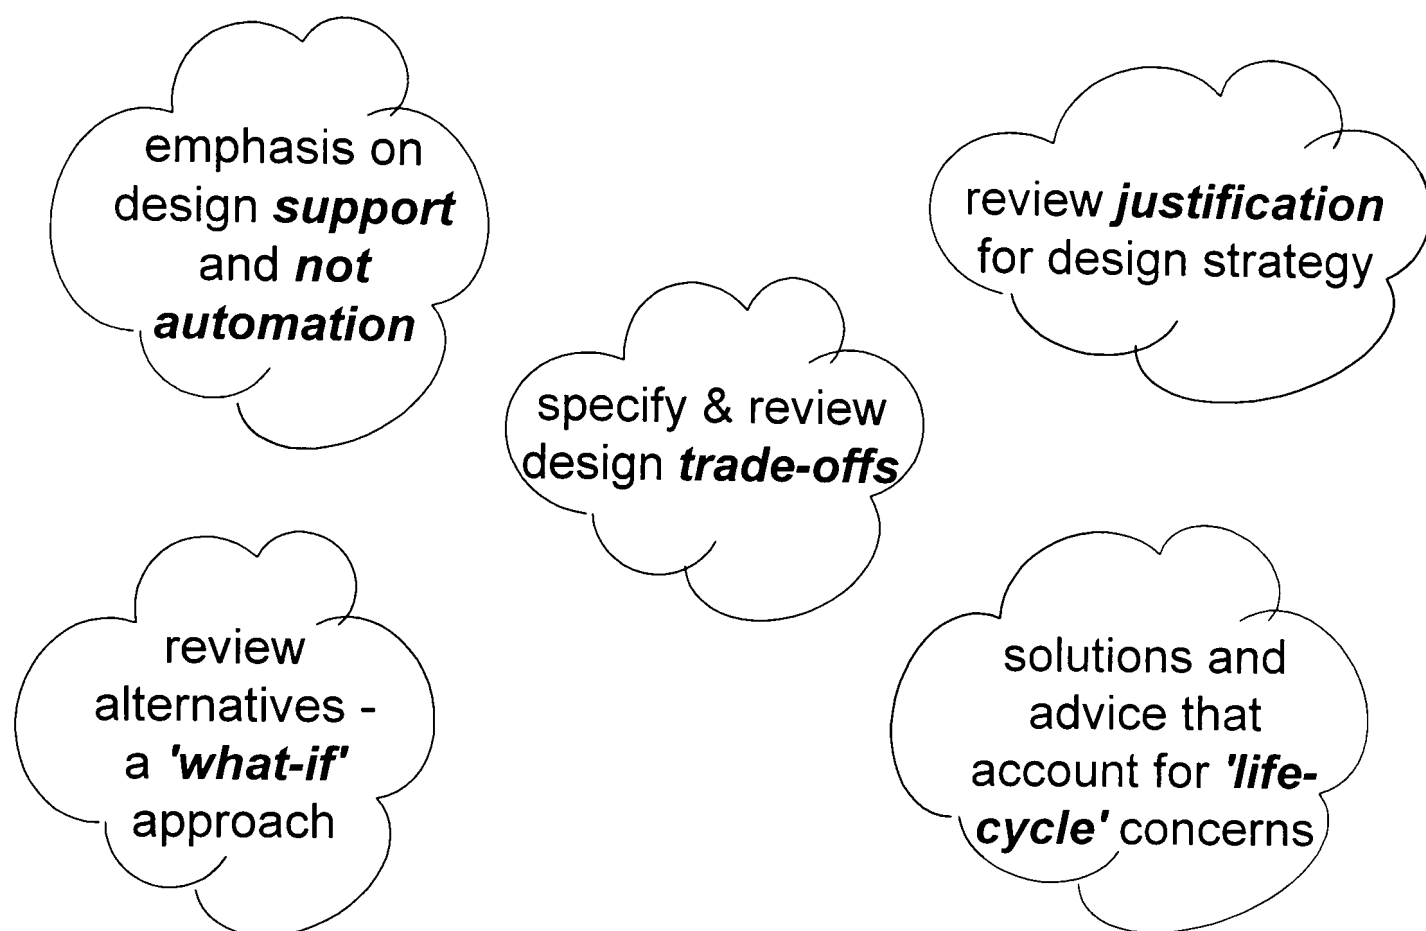 emphasis on
design support
and not
automation
review justification
for design strategy
specify & review
design trade-offs
review
alternatives -
a 'what-if'
approach
solutions and
advice that
account for 'life-
cycle' concerns